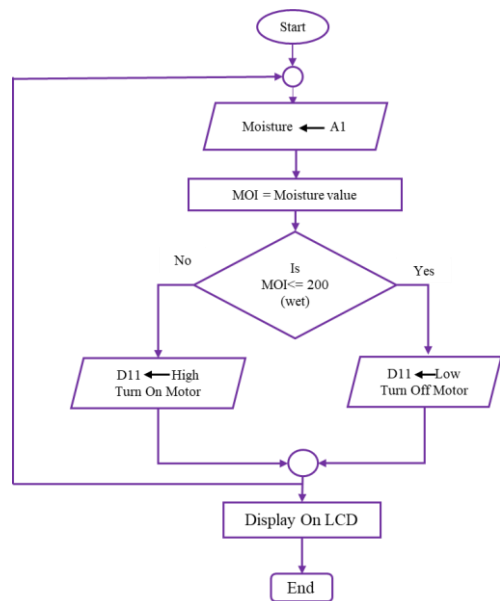 Start
Moisture ← A1
MOI = Moisture value
Is
MOI<= 200
(wet)
No
Yes
D11 ← High
Turn On Motor
D11 ← Low
Turn Off Motor
Display On LCD
End